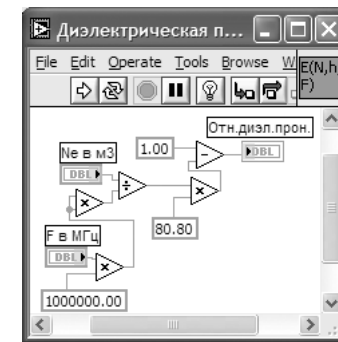 Диэлектрическая п...
File Edit Operate Tools Browse W
E(N,h,
F)
Отн.диэл.прон.
Ne в м3
1.00
DBL
DBL
80.80
F в МГц
DBL
1000000.00